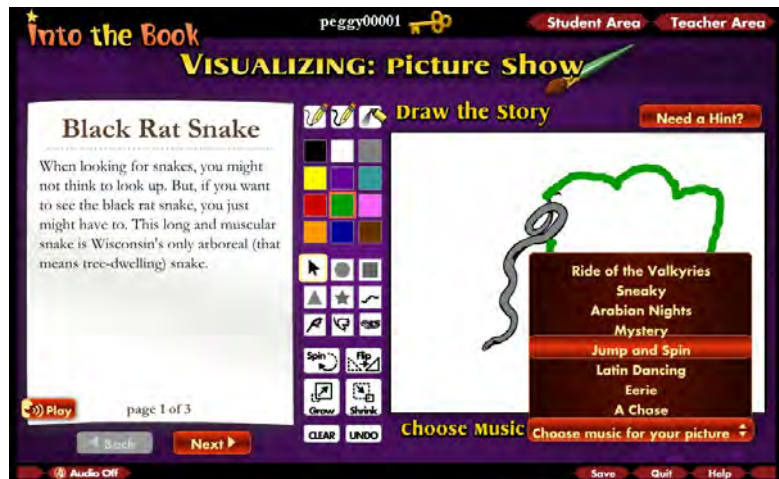 Into the Book
peggy00001
Student Area
Teacher Area
VISUALIZING: Picture Show
Black Rat Snake
When looking for snakes, you might
not think to look up. But, if you want
to see the black rat snake, you just
might have to. This long and muscular
snake is Wisconsin's only arboreal (that
means tree-dwelling) snake.
Play
page 1 of 3
Back
Next
Audio Off
Spin
Flip
Grow
Shrink
CLEAR
UNDO
Draw the Story
Need a Hint?
Ride of the Valkyries
Sneaky
Arabian Nights
Mystery
Jump and Spin
Latin Dancing
Eerie
A Chase
Choose Music
Choose music for your picture
Save
Quit
Help